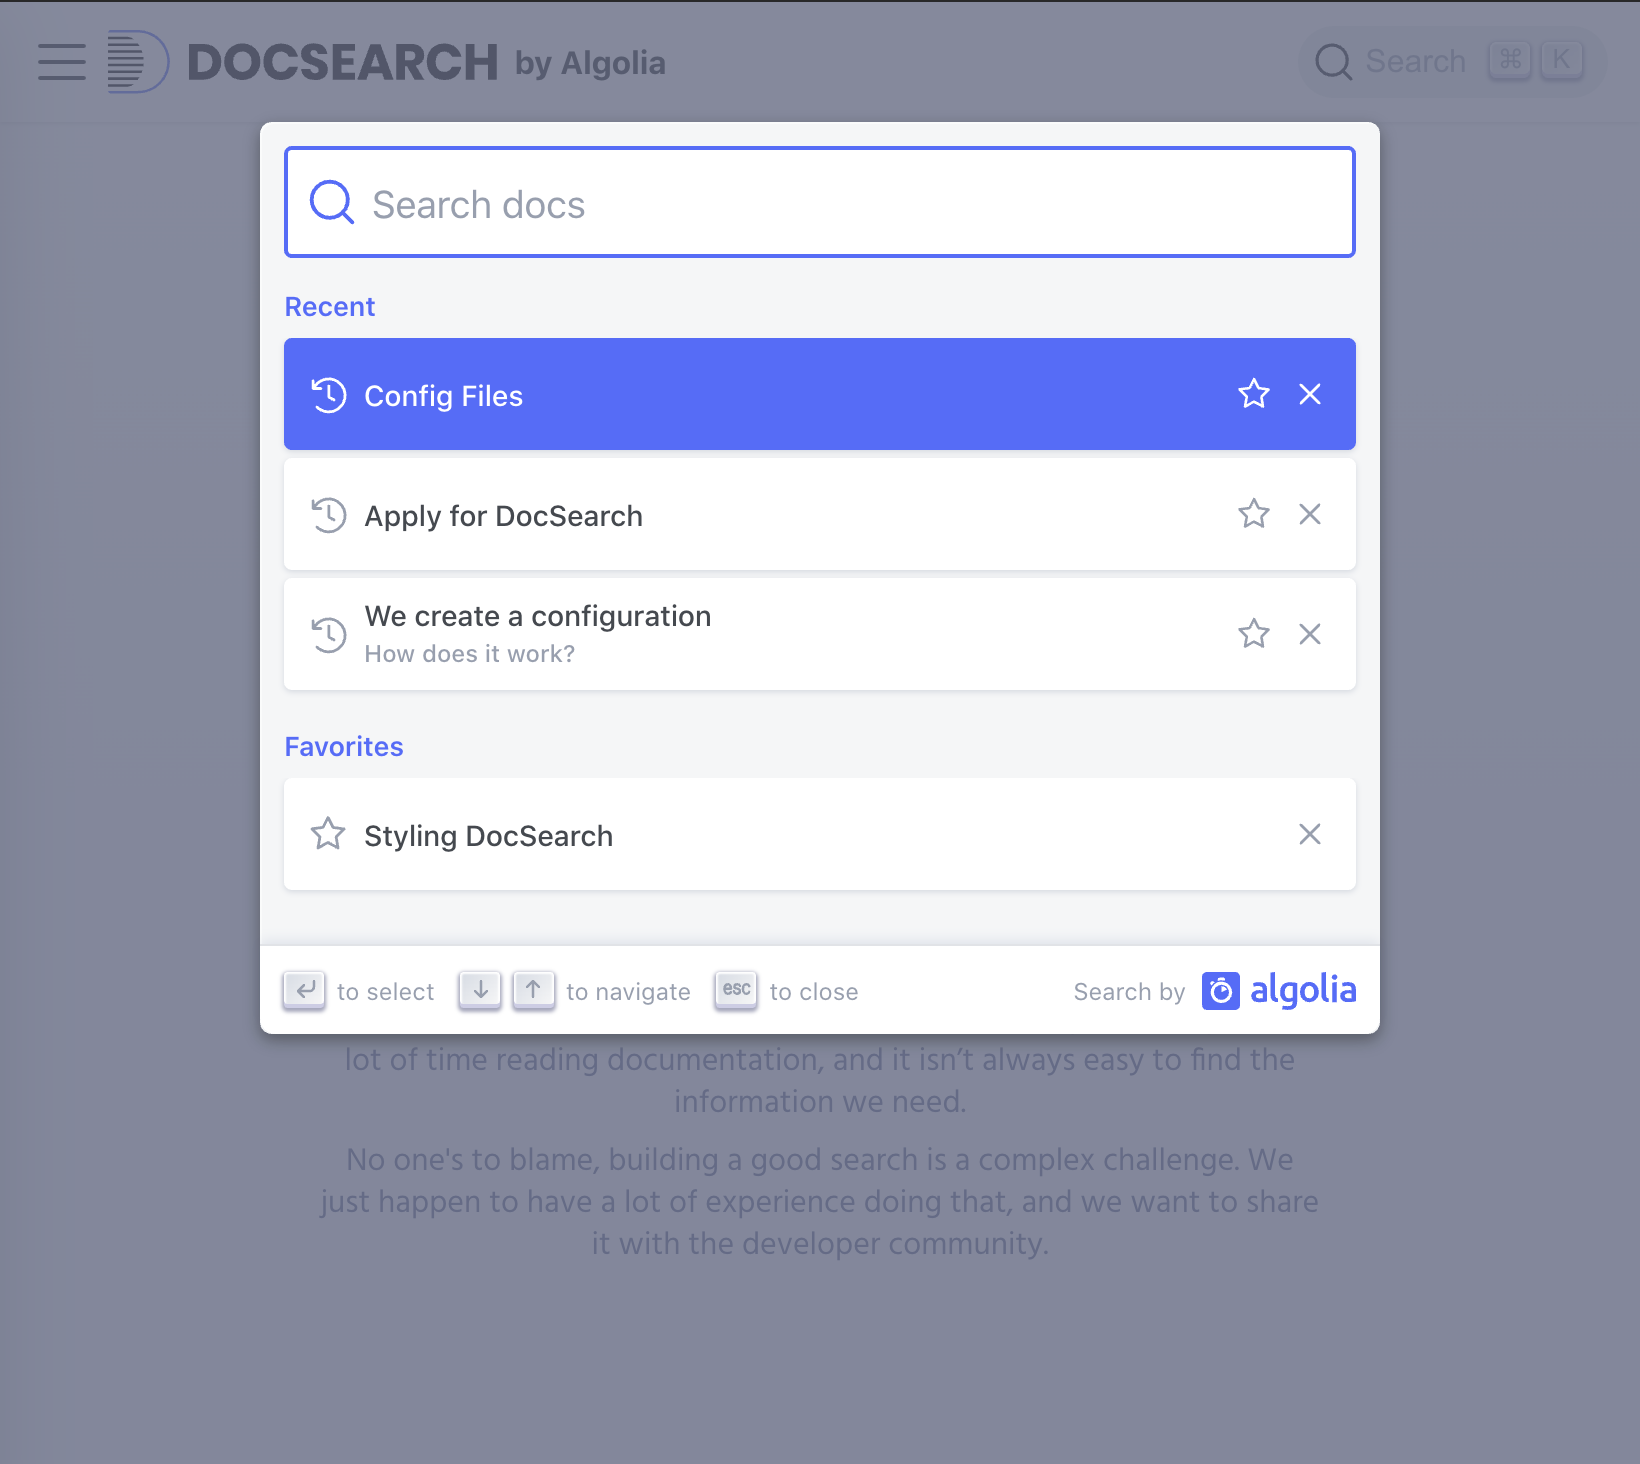 DOCSEARCH by Algolia
Search ⌘ K
Search docs
Recent
Config Files
Apply for DocSearch
We create a configuration
How does it work?
Favorites
Styling DocSearch
to select
to navigate
esc to close
Search by algolia
lot of time reading documentation, and it isn’t always easy to find the
information we need.
No one's to blame, building a good search is a complex challenge. We
just happen to have a lot of experience doing that, and we want to share
it with the developer community.